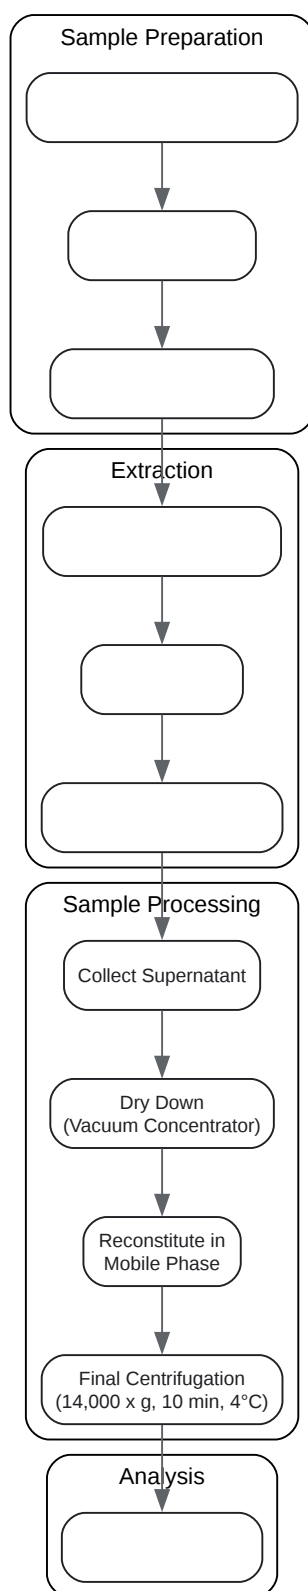 Sample Preparation
Extraction
Sample Processing
Collect Supernatant
Dry Down
(Vacuum Concentrator)
Reconstitute in
Mobile Phase
Final Centrifugation
(14,000 x g, 10 min, 4°C)
Analysis